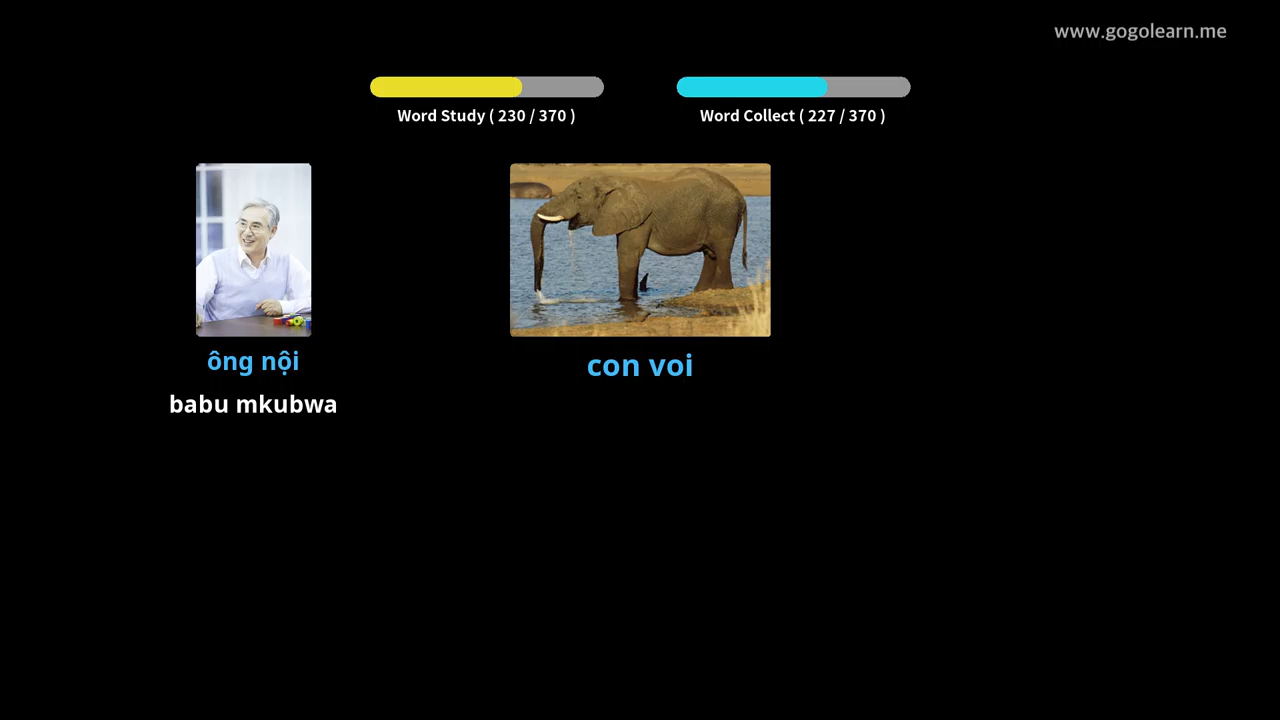 www.gogolearn.me
Word Study ( 230 / 370 )
Word Collect ( 227 / 370 )
ông nội
babu mkubwa
con voi